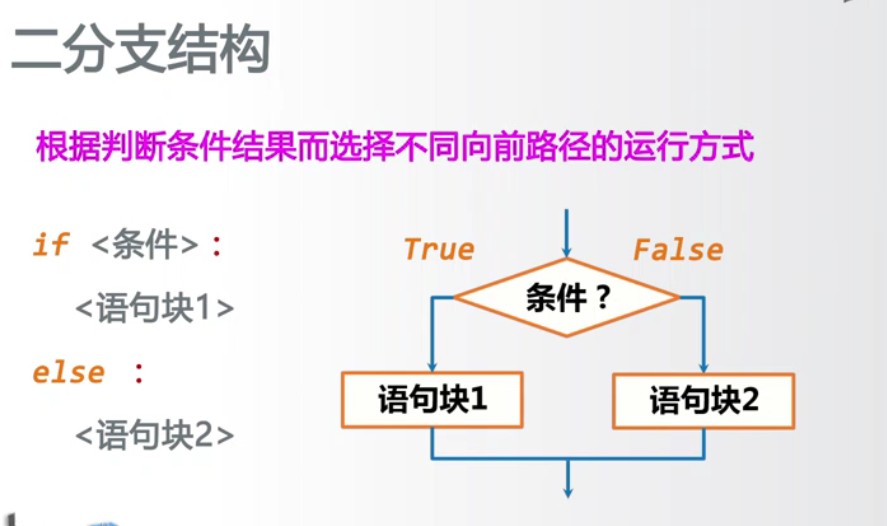 二分支结构
根据判断条件结果而选择不同向前路径的运行方式
if <条件> :
<语句块1>
else :
<语句块2>
True
False
条件？
语句块1
语句块2